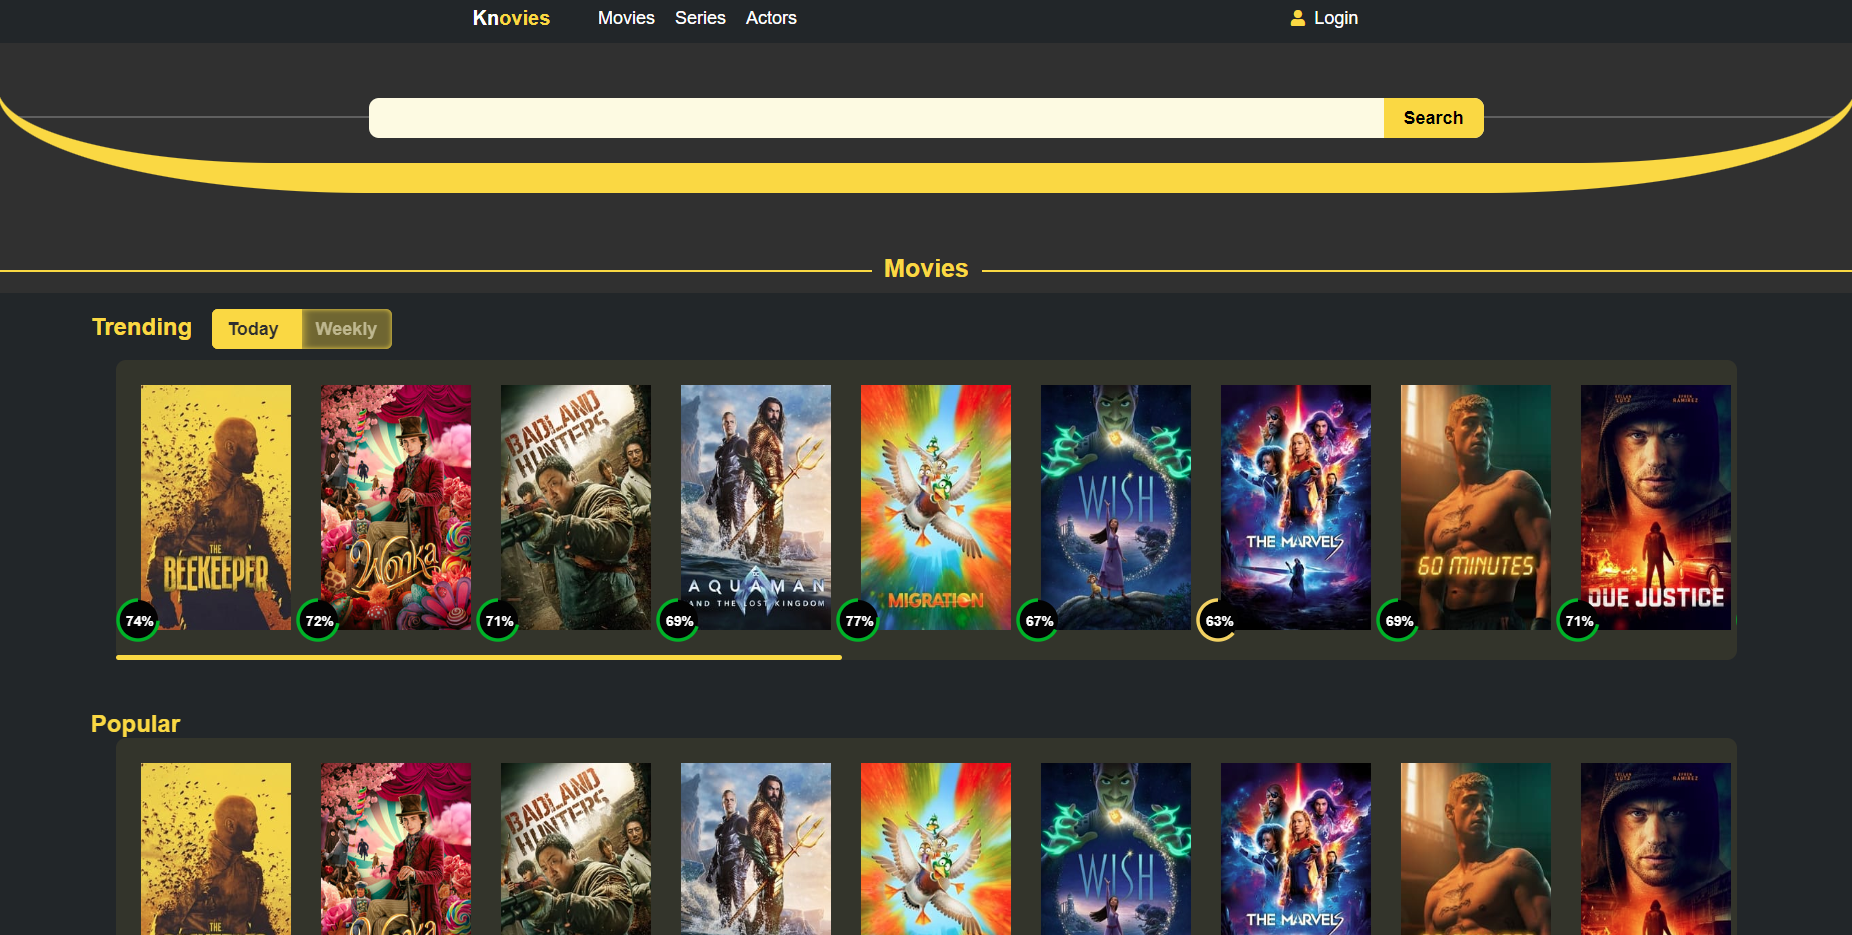 Knovies Movies Series Actors Login
Search
Movies
Trending Today Weekly
THE
BEEKEEPER
Wonka
BADLAND
HUNTERS
AQUAMAN
AND THE LOST KINGDOM
MIGRATION
WISH
THE MARVELS
60 MINUTES
DUE JUSTICE
74% 72% 71% 69% 77% 67% 63% 69% 71%
Popular
THE
Wonka
BADLAND
HUNTERS
WISH
THE MARVELS